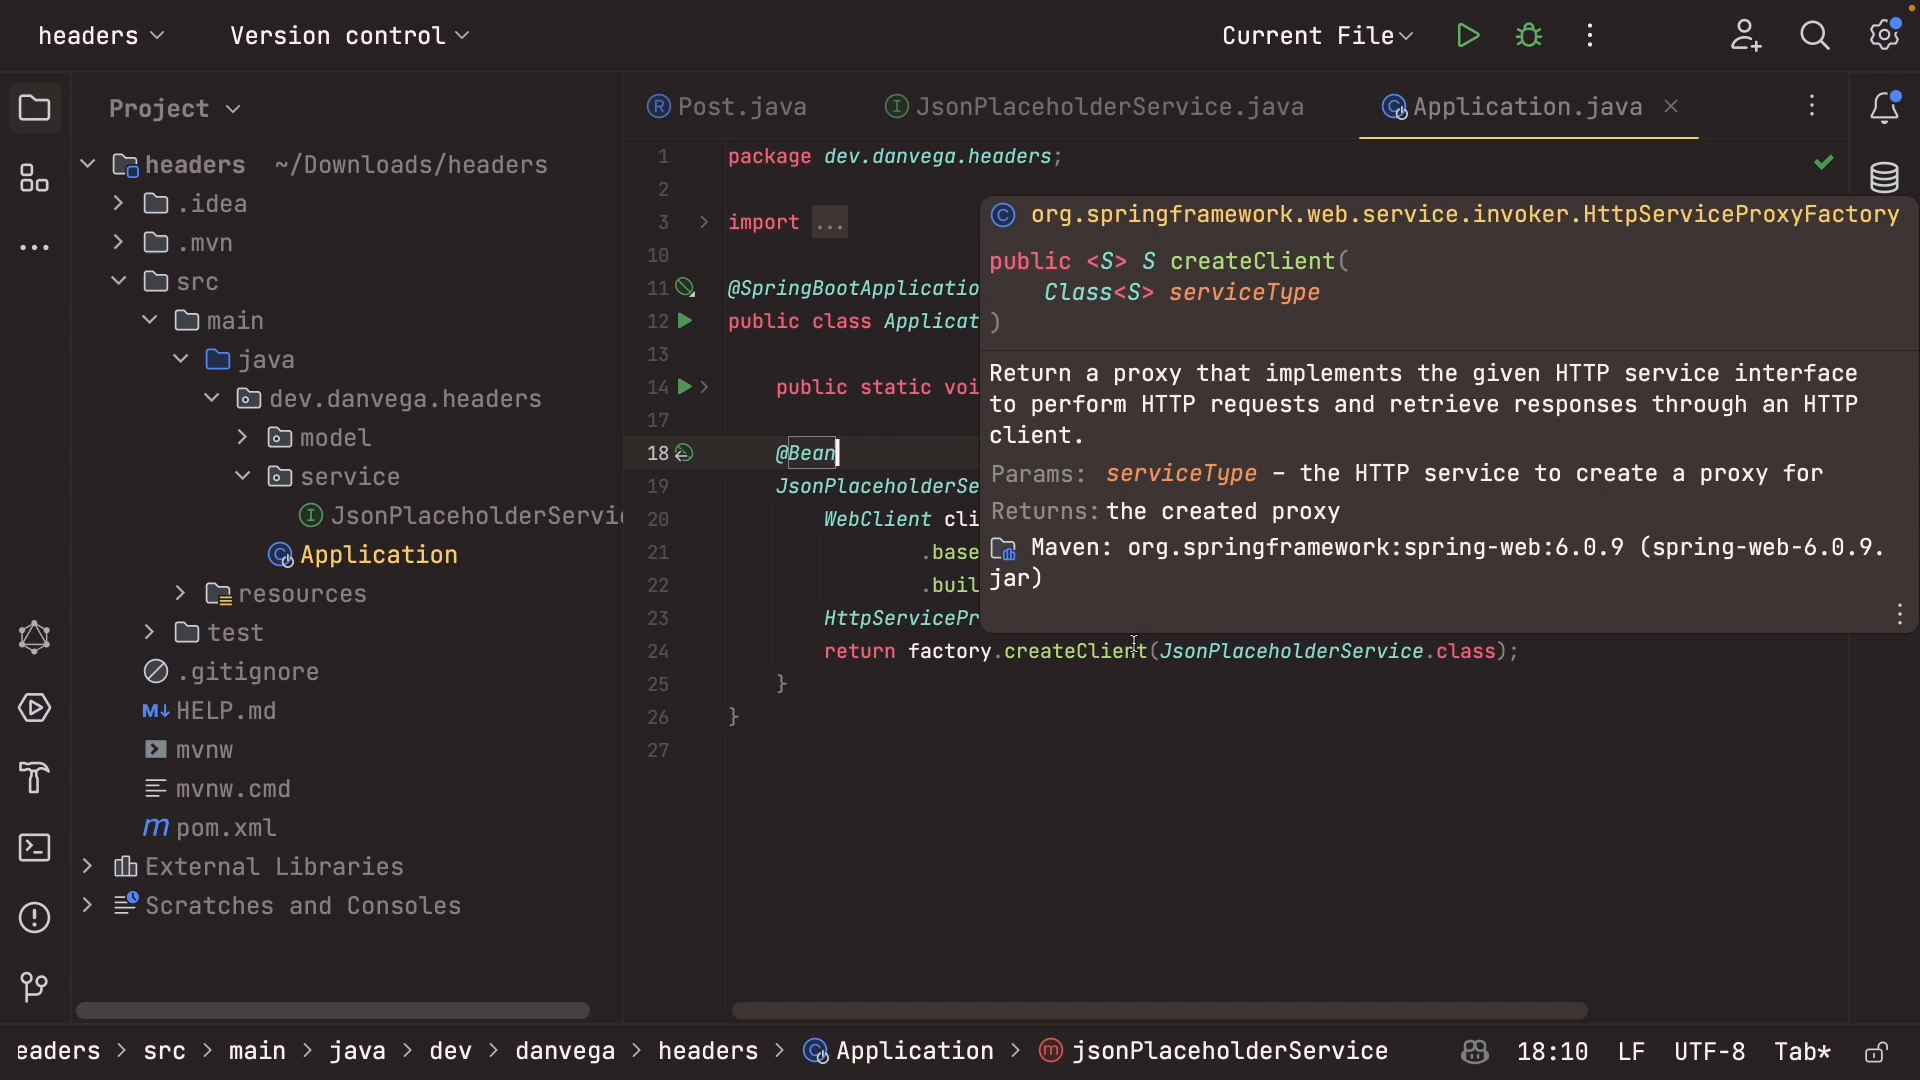 headers
Version control
Current File
Project
Post.java
JsonPlaceholderService.java
Application.java
headers ~/Downloads/headers
.idea
.mvn
src
main
java
dev.danvega.headers
model
service
JsonPlaceholderServi
Application
resources
test
.gitignore
M↓ HELP.md
mvnw
mvnw.cmd
m pom.xml
External Libraries
Scratches and Consoles
1 package dev.danvega.headers;
2
3 import ...
10
11 @SpringBootApplicatio
12 public class Applicat
13
14 public static voi
17
18 @Bean
19 JsonPlaceholderSe
20 WebClient cli
21 .base
22 .buil
23 HttpServicePr
24 return factory.createClient(JsonPlaceholderService.class);
25 }
26 }
27
org.springframework.web.service.invoker.HttpServiceProxyFactory
public <S> S createClient(
Class<S> serviceType
)
Return a proxy that implements the given HTTP service interface
to perform HTTP requests and retrieve responses through an HTTP
client.
Params: serviceType – the HTTP service to create a proxy for
Returns: the created proxy
Maven: org.springframework:spring-web:6.0.9 (spring-web-6.0.9.
jar)
eaders > src > main > java > dev > danvega > headers > Application > jsonPlaceholderService 18:10 LF UTF-8 Tab*